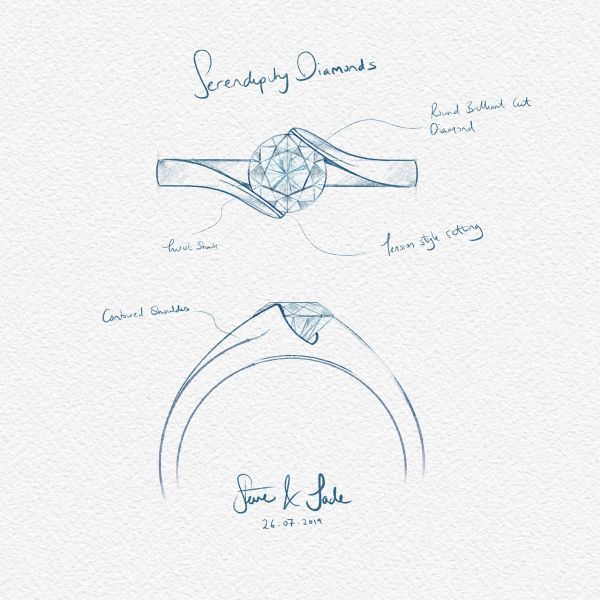 Serendipity Diamonds
Round Brilliant Cut
Diamond
Twist Shank
Tension style setting
Contoured Shoulders
Steve & Jade
26.07.2019